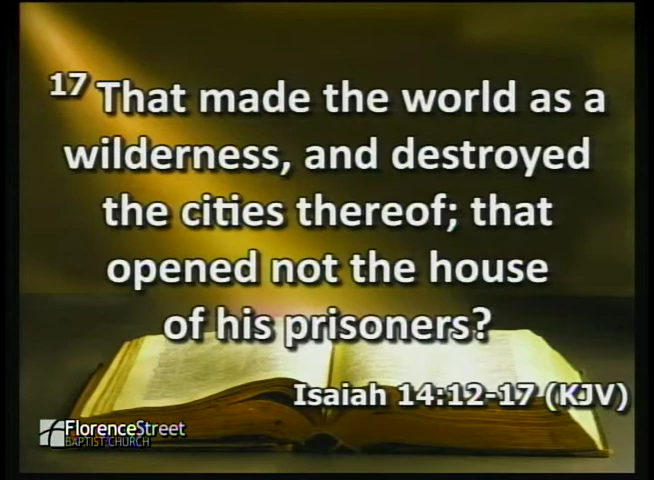 17 That made the world as a
wilderness, and destroyed
the cities thereof; that
opened not the house
of his prisoners?
Isaiah 14:12-17 (KJV)
FlorenceStreet
BAPTIST CHURCH